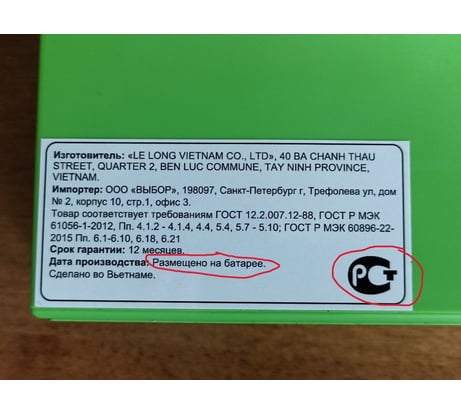 Изготовитель: «LE LONG VIETNAM CO., LTD», 40 BA CHANH THAU
STREET, QUARTER 2, BEN LUC COMMUNE, TAY NINH PROVINCE,
VIETNAM.
Импортер: ООО «ВЫБОР», 198097, Санкт-Петербург г, Трефолева ул, дом
№ 2, корпус 10, стр.1, офис 3.
Товар соответствует требованиям ГОСТ 12.2.007.12-88, ГОСТ Р МЭК
61056-1-2012, Пп. 4.1.2 - 4.1.4, 4.4, 5.4, 5.7 - 5.10; ГОСТ Р МЭК 60896-22-
2015 Пп. 6.1-6.10, 6.18, 6.21
Срок гарантии: 12 месяцев.
Дата производства: Размещено на батарее.
Сделано во Вьетнаме.
РСТ